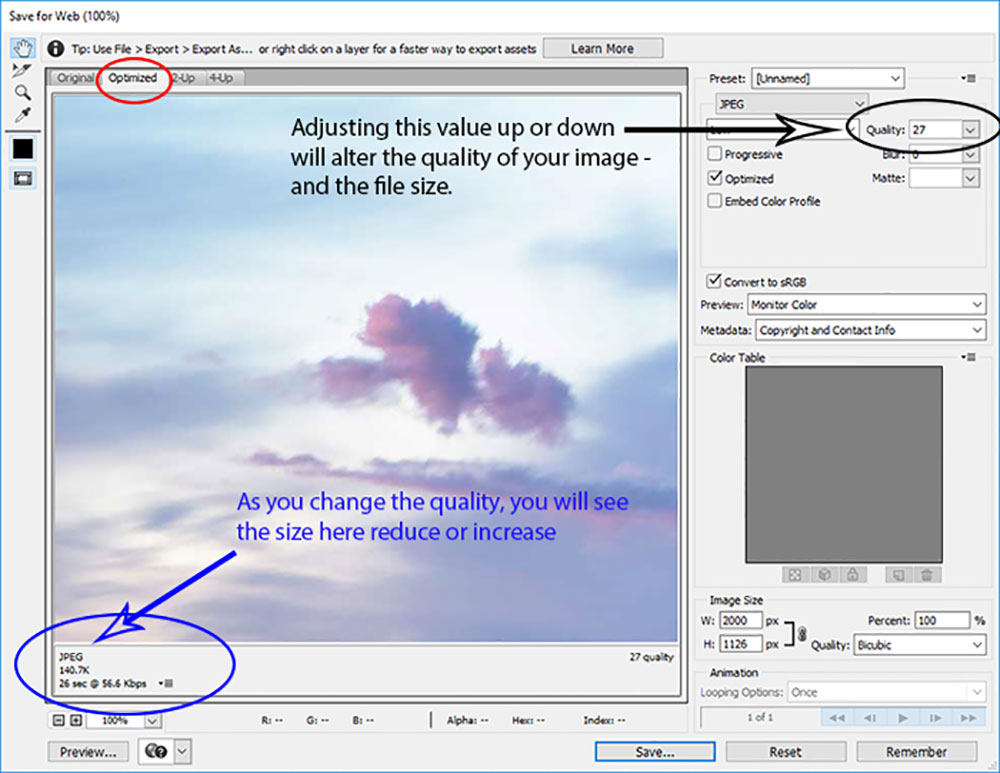 Save for Web (100%)
Tip: Use File > Export > Export As... or right click on a layer for a faster way to export assets
Learn More
Original Optimized 2-Up 4-Up
Preset: [Unnamed]
JPEG
Quality: 27
Progressive
Blur: 0
Optimized
Matte:
Embed Color Profile
Adjusting this value up or down
will alter the quality of your image -
and the file size.
Convert to sRGB
Preview: Monitor Color
Metadata: Copyright and Contact Info
Color Table
As you change the quality, you will see
the size here reduce or increase
Image Size
W: 2000 px Percent: 100 %
H: 1126 px Quality: Bicubic
JPEG
140.7K
26 sec @ 56.6 Kbps
27 quality
Animation
Looping Options: Once
1 of 1
100% R: -- G: -- B: -- Alpha: -- Hex: -- Index: --
Preview...
Save... Reset Remember